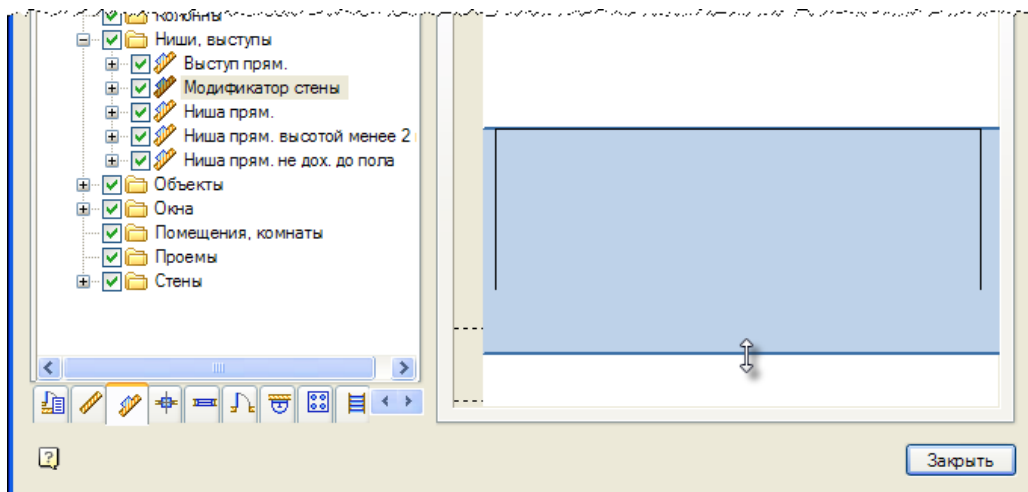 Колонны
Ниши, выступы
Выступ прям.
Модификатор стены
Ниша прям.
Ниша прям. высотой менее 2
Ниша прям. не дох. до пола
Объекты
Окна
Помещения, комнаты
Проемы
Стены
?
Закрыть